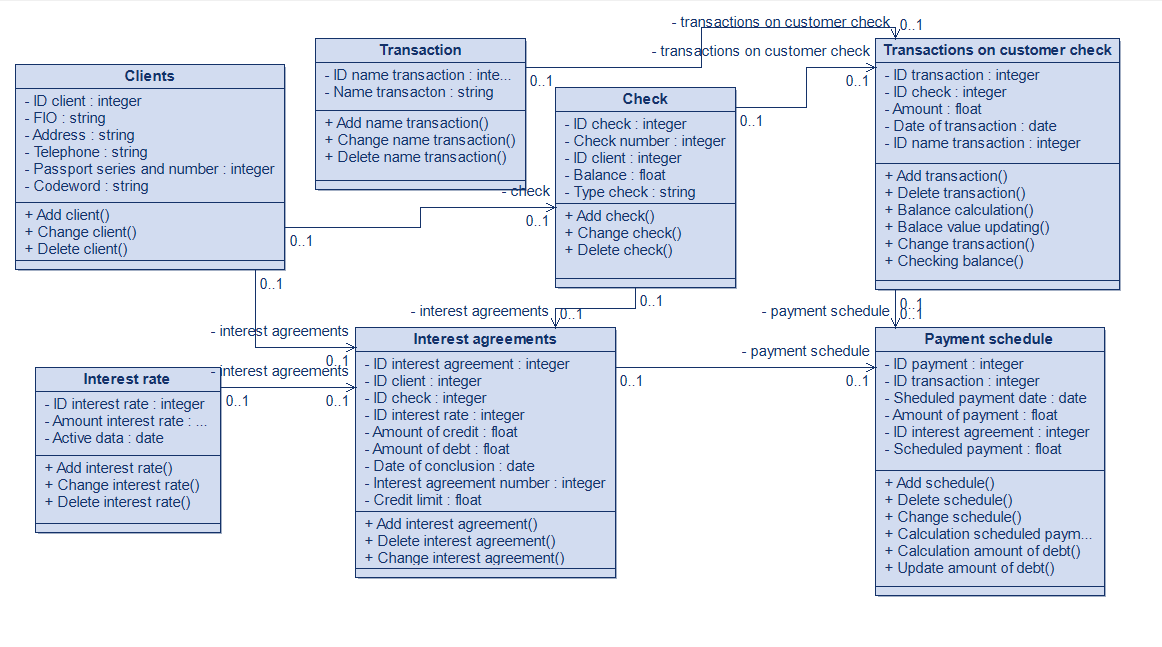 Clients
- ID client : integer
- FIO : string
- Address : string
- Telephone : string
- Passport series and number : integer
- Codeword : string
+ Add client()
+ Change client()
+ Delete client()
0..1
0..1
Transaction
- ID name transaction : inte...
- Name transacton : string
+ Add name transaction()
+ Change name transaction()
+ Delete name transaction()
0..1
- transactions on customer check
0..1
- transactions on customer check
0..1
- check
0..1
Check
- ID check : integer
- Check number : integer
- ID client : integer
- Balance : float
- Type check : string
+ Add check()
+ Change check()
+ Delete check()
0..1
0..1
Transactions on customer check
- ID transaction : integer
- ID check : integer
- Amount : float
- Date of transaction : date
- ID name transaction : integer
+ Add transaction()
+ Delete transaction()
+ Balance calculation()
+ Balace value updating()
+ Change transaction()
+ Checking balance()
0..1
- payment schedule
0..1
- interest agreements
0..1
- interest agreements
0..1
- interest agreements
0..1
Interest rate
- ID interest rate : integer
- Amount interest rate : ...
- Active data : date
+ Add interest rate()
+ Change interest rate()
+ Delete interest rate()
0..1
Interest agreements
- ID interest agreement : integer
- ID client : integer
- ID check : integer
- ID interest rate : integer
- Amount of credit : float
- Amount of debt : float
- Date of conclusion : date
- Interest agreement number : integer
- Credit limit : float
+ Add interest agreement()
+ Delete interest agreement()
+ Change interest agreement()
0..1
- payment schedule
0..1
Payment schedule
- ID payment : integer
- ID transaction : integer
- Sheduled payment date : date
- Amount of payment : float
- ID interest agreement : integer
- Scheduled payment : float
+ Add schedule()
+ Delete schedule()
+ Change schedule()
+ Calculation scheduled paym...
+ Calculation amount of debt()
+ Update amount of debt()